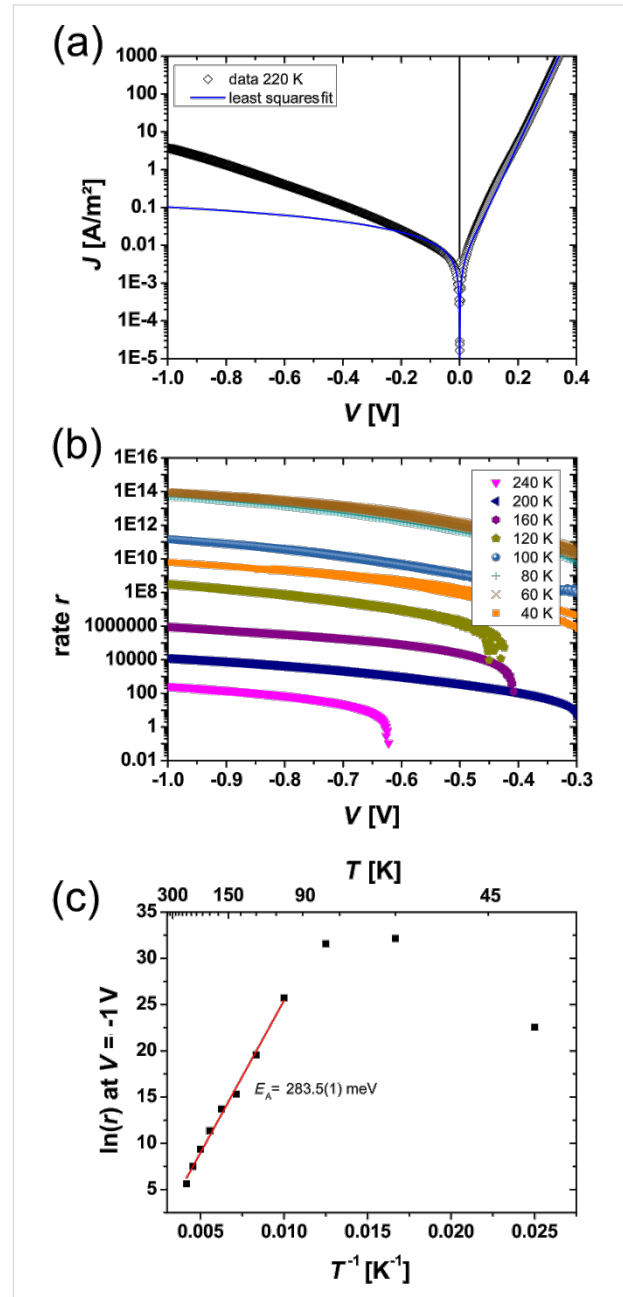 (a)
1000
100
10
1
0.1
0.01
1E-3
1E-4
1E-5
J [A/m²]
data 220 K
least squares fit
-1.0 -0.8 -0.6 -0.4 -0.2 0.0 0.2 0.4
V [V]
(b)
1E16
1E14
1E12
1E10
1E8
1000000
10000
100
1
0.01
rate r
240 K
200 K
160 K
120 K
100 K
80 K
60 K
40 K
-1.0 -0.9 -0.8 -0.7 -0.6 -0.5 -0.4 -0.3
V [V]
(c)
T [K]
300 150 90 45
35
30
25
20
15
10
5
ln(r) at V = -1 V
E_A = 283.5(1) meV
0.005 0.010 0.015 0.020 0.025
T⁻¹ [K⁻¹]